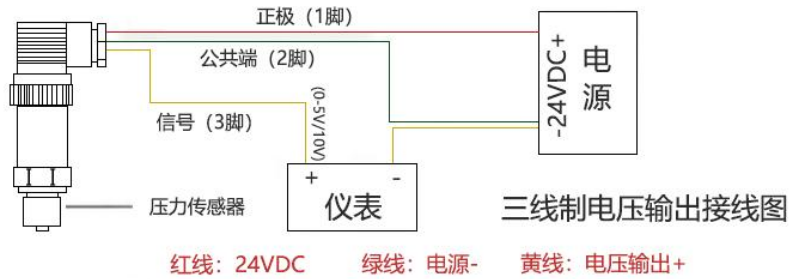 正极（1脚）
公共端（2脚）
信号（3脚）
(0-5V/10V)
-24VDC+
电源
+ -
仪表
压力传感器
三线制电压输出接线图
红线：24VDC 绿线：电源- 黄线：电压输出+